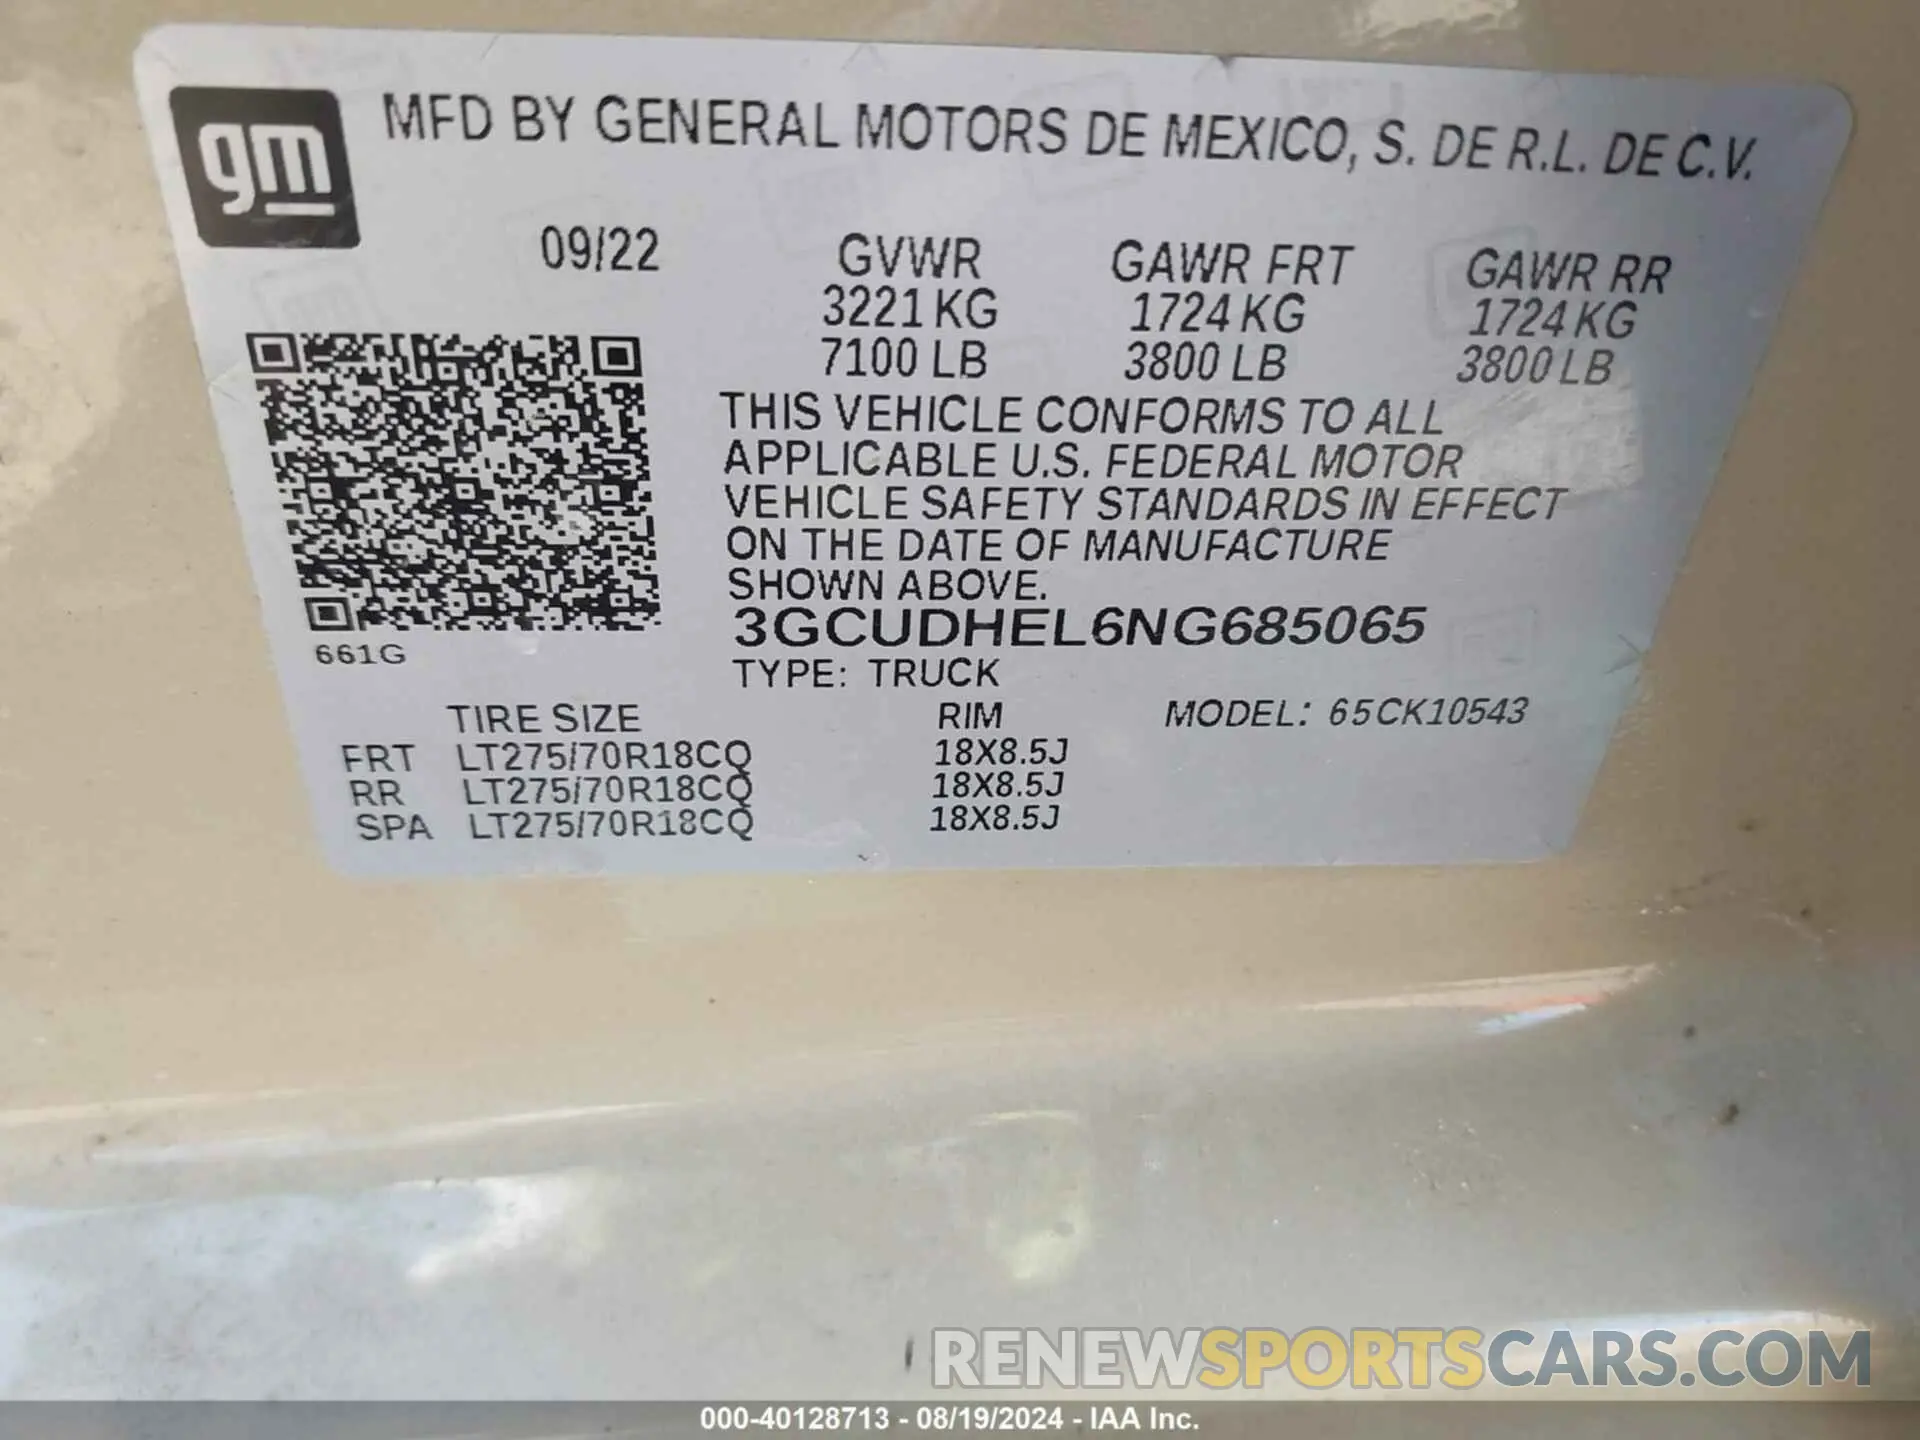 gm
MFD BY GENERAL MOTORS DE MEXICO, S. DE R.L. DE C.V.
09/22 GVWR GAWR FRT GAWR RR
3221 KG 1724 KG 1724 KG
7100 LB 3800 LB 3800 LB
THIS VEHICLE CONFORMS TO ALL
APPLICABLE U.S. FEDERAL MOTOR
VEHICLE SAFETY STANDARDS IN EFFECT
ON THE DATE OF MANUFACTURE
SHOWN ABOVE.
3GCUDHEL6NG685065
661G
TYPE: TRUCK
TIRE SIZE RIM MODEL: 65CK10543
FRT LT275/70R18CQ 18X8.5J
RR LT275/70R18CQ 18X8.5J
SPA LT275/70R18CQ 18X8.5J
RENEWSPORTSCARS.COM
000-40128713 - 08/19/2024 - IAA Inc.